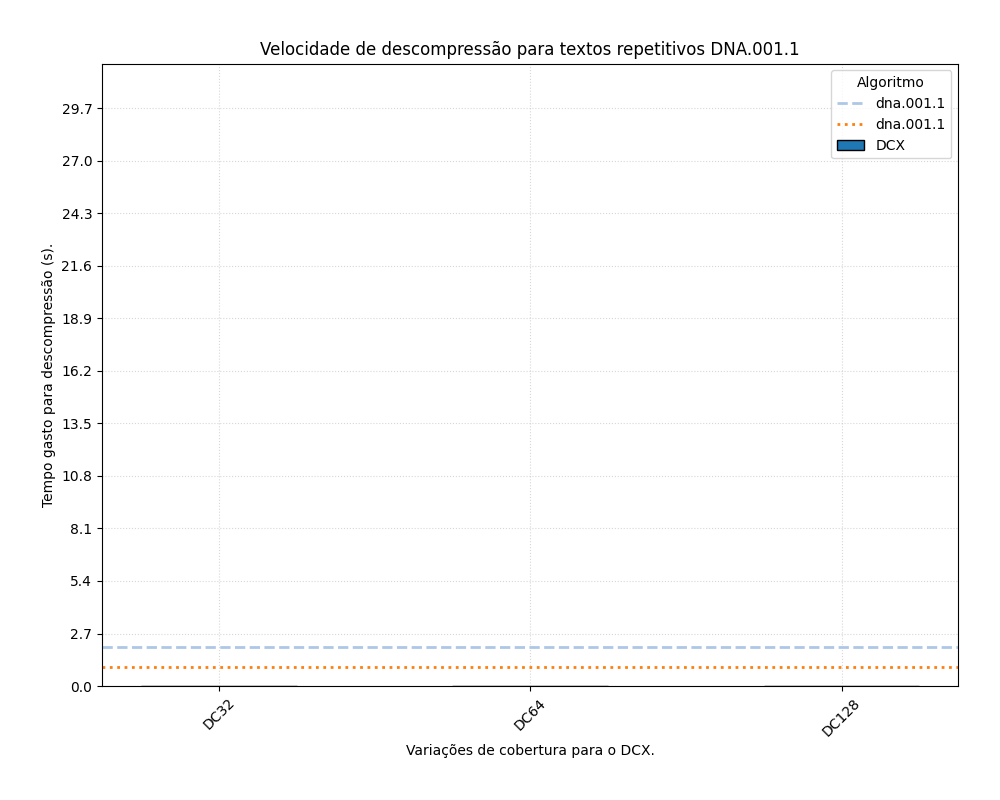 Velocidade de descompressão para textos repetitivos DNA.001.1
Algoritmo
dna.001.1
dna.001.1
DCX
Tempo gasto para descompressão (s).
29.7
27.0
24.3
21.6
18.9
16.2
13.5
10.8
8.1
5.4
2.7
0.0
DC32
DC64
DC128
Variações de cobertura para o DCX.